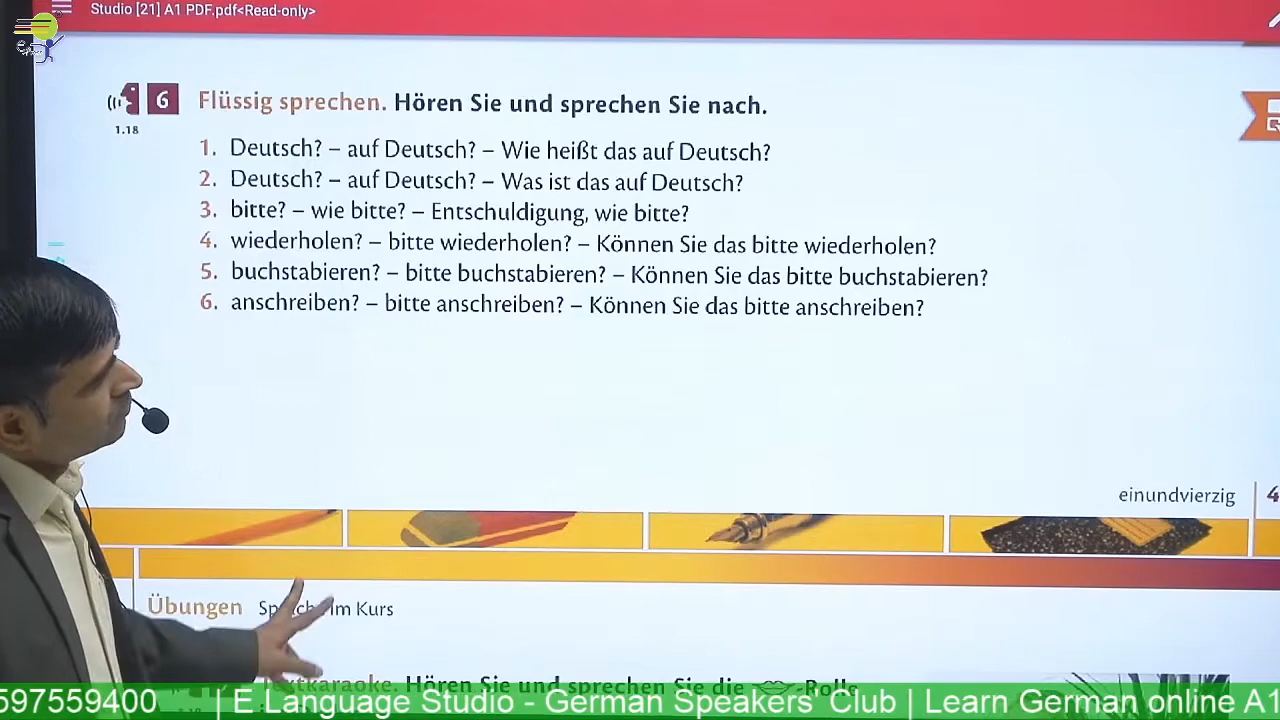 Studio [21] A1 PDF.pdf<Read-only>
6 Flüssig sprechen. Hören Sie und sprechen Sie nach.
1.18
1. Deutsch? – auf Deutsch? – Wie heißt das auf Deutsch?
2. Deutsch? – auf Deutsch? – Was ist das auf Deutsch?
3. bitte? – wie bitte? – Entschuldigung, wie bitte?
4. wiederholen? – bitte wiederholen? – Können Sie das bitte wiederholen?
5. buchstabieren? – bitte buchstabieren? – Können Sie das bitte buchstabieren?
6. anschreiben? – bitte anschreiben? – Können Sie das bitte anschreiben?
einundvierzig 4
Übungen im Kurs
Hören Sie und sprechen Sie die -Rolle
597559400 | E Language Studio - German Speakers' Club | Learn German online A1